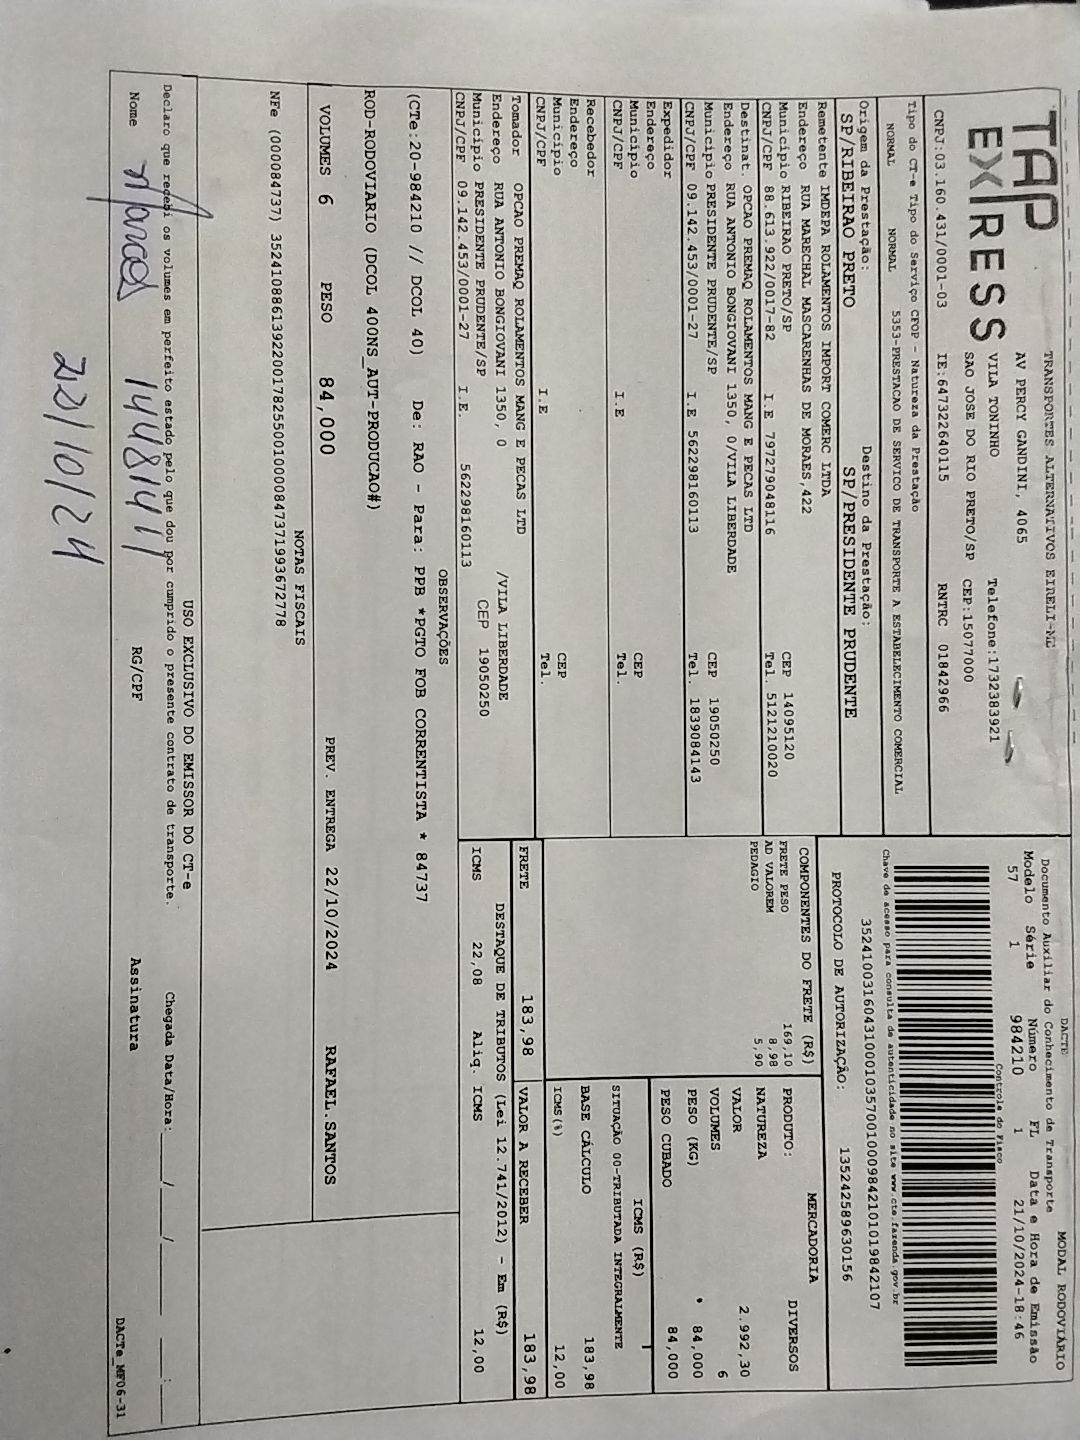 TAP
EXPRESS
TRANSPORTES ALTERNATIVOS EIRELI-ME
AV PERCY GANDINI, 4065
VILA TONINHO Telefone:1732383921
SAO JOSE DO RIO PRETO/SP CEP:15077000
CNPJ:03.160.431/0001-03 IE:647322640115 RNTRC 01842966
Tipo do CT-e Tipo do Serviço CFOP - Natureza da Prestação
NORMAL NORMAL 5353-PRESTACAO DE SERVICO DE TRANSPORTE A ESTABELECIMENTO COMERCIAL
Origem da Prestação: Destino da Prestação:
SP/RIBEIRAO PRETO SP/PRESIDENTE PRUDENTE
Remetente IMDEPA ROLAMENTOS IMPORT COMERC LTDA
Endereço RUA MARECHAL MASCARENHAS DE MORAES,422
Municipio RIBEIRAO PRETO/SP CEP 14095120
CNPJ/CPF 88.613.922/0017-82 I.E 797279048116 Tel. 5121210020
Destinat. OPCAO PREMAQ ROLAMENTOS MANG E PECAS LTD
Endereço RUA ANTONIO BONGIOVANI 1350, 0/VILA LIBERDADE
Municipio PRESIDENTE PRUDENTE/SP CEP 19050250
CNPJ/CPF 09.142.453/0001-27 I.E 562298160113 Tel. 1839084143
Expedidor
Endereço
Municipio CEP
CNPJ/CPF I.E Tel.
Recebedor
Endereço
Municipio CEP
CNPJ/CPF I.E Tel.
Tomador OPCAO PREMAQ ROLAMENTOS MANG E PECAS LTD
Endereço RUA ANTONIO BONGIOVANI 1350, 0 /VILA LIBERDADE
Municipio PRESIDENTE PRUDENTE/SP CEP 19050250
CNPJ/CPF 09.142.453/0001-27 I.E. 562298160113
DACTE MODAL RODOVIÁRIO
Documento Auxiliar do Conhecimento de Transporte
Modelo Série Número FL Data e Hora de Emissão
57 1 984210 1 21/10/2024-18:46
Controle do Fisco
Chave de acesso para consulta de autenticidade no site www.cte.fazenda.gov.br
35241003160431000103570010009842101019842107
PROTOCOLO DE AUTORIZAÇÃO: 135242589630156
COMPONENTES DO FRETE (R$)
FRETE PESO 169,10
AD VALOREM 8,98
PEDAGIO 5,90
MERCADORIA
PRODUTO: DIVERSOS
NATUREZA
VALOR 2.992,30
VOLUMES 6
PESO (KG) 84,000
PESO CUBADO 84,000
ICMS (R$)
SITUAÇÃO 00-TRIBUTADA INTEGRALMENTE
BASE CÁLCULO 183,98
ICMS(%) 12,00
FRETE 183,98 VALOR A RECEBER 183,98
DESTAQUE DE TRIBUTOS (Lei 12.741/2012) - Em (R$)
ICMS 22,08 Aliq. ICMS 12,00
OBSERVAÇÕES
(CTe:20-984210 // DCOL 40) De: RAO - Para: PPB *PGTO FOB CORRENTISTA * 84737
ROD-RODOVIARIO (DCOL 400NS_AUT-PRODUCAO#)
VOLUMES 6 PESO 84,000 PREV. ENTREGA 22/10/2024 RAFAEL.SANTOS
NOTAS FISCAIS
NFe (000084737) 35241088613922001782550010000847371993672778
USO EXCLUSIVO DO EMISSOR DO CT-e
Declaro que recebi os volumes em perfeito estado pelo que dou por cumprido o presente contrato de transporte. Chegada Data/Hora:____/____/____ ____:____
Nome Marcos 1448141 RG/CPF Assinatura
22/10/24
DACTe_MF06-31